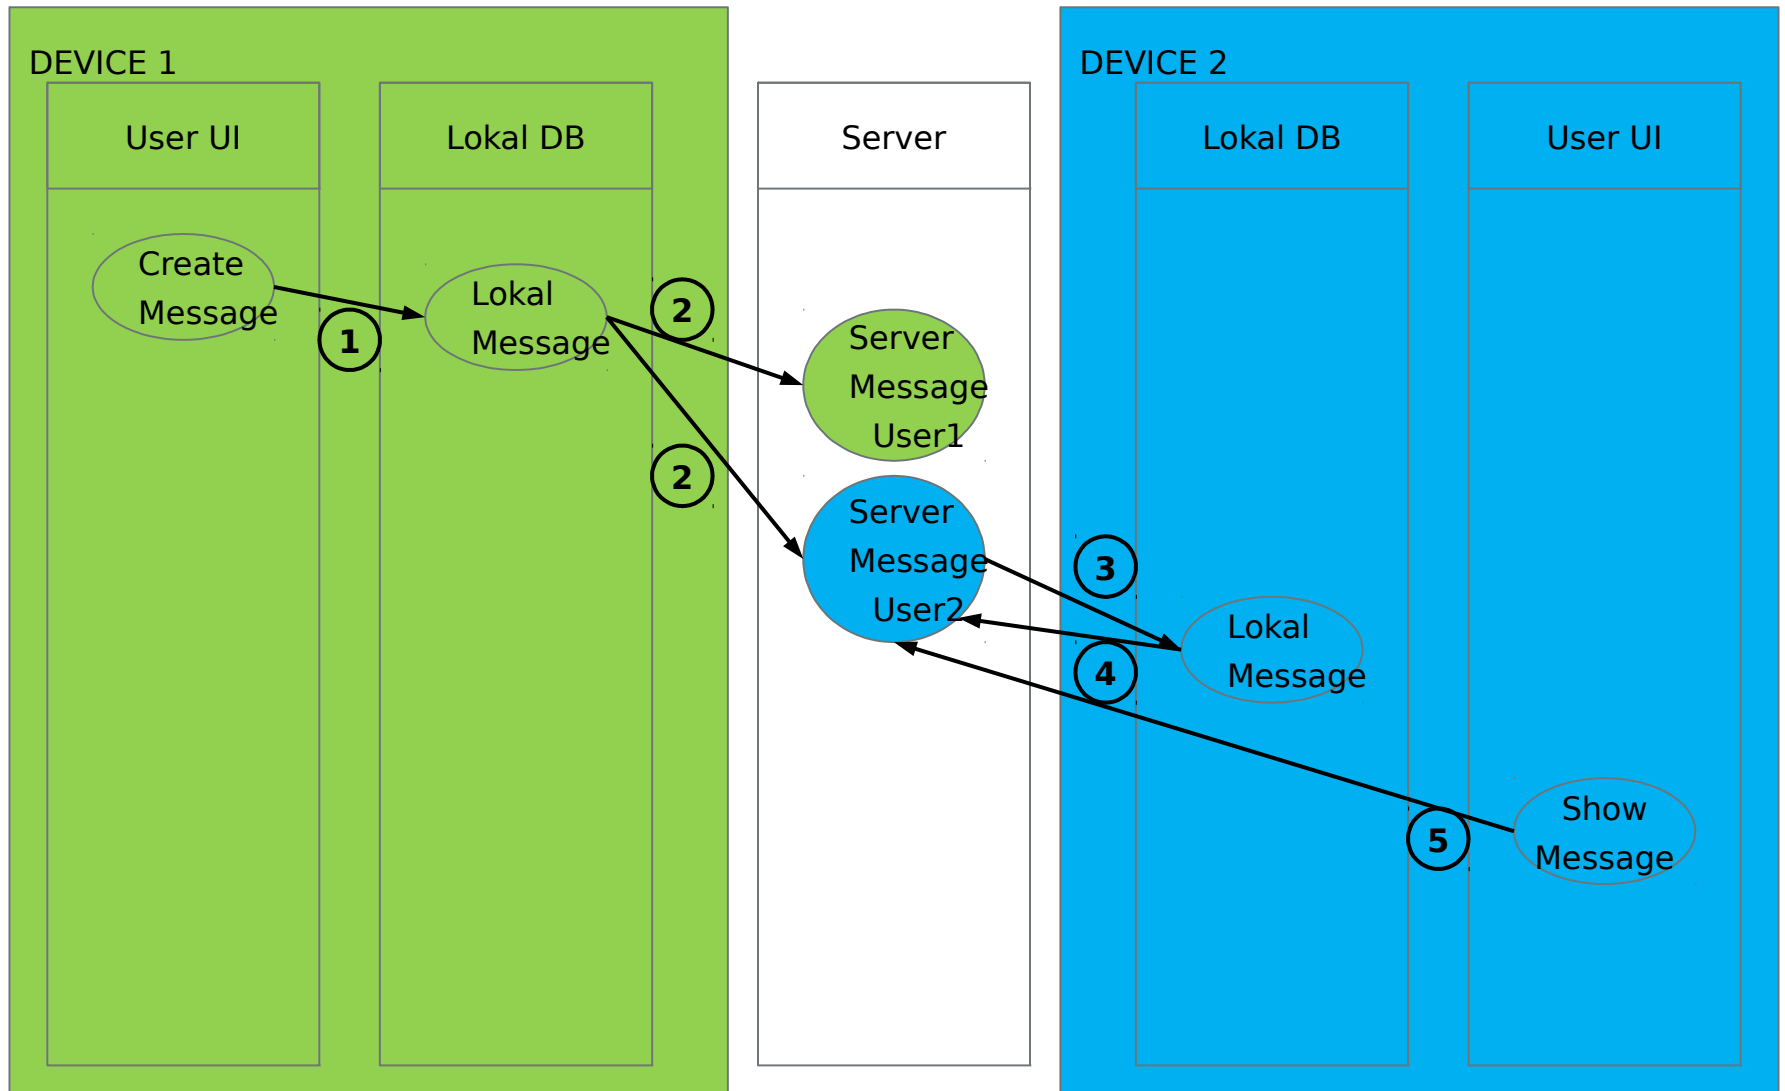 DEVICE 1
DEVICE 2
User UI
Lokal DB
Server
Lokal DB
User UI
Create
Message
1
Lokal
Message
2
2
Server
Message
User1
Server
Message
User2
3
4
Lokal
Message
5
Show
Message